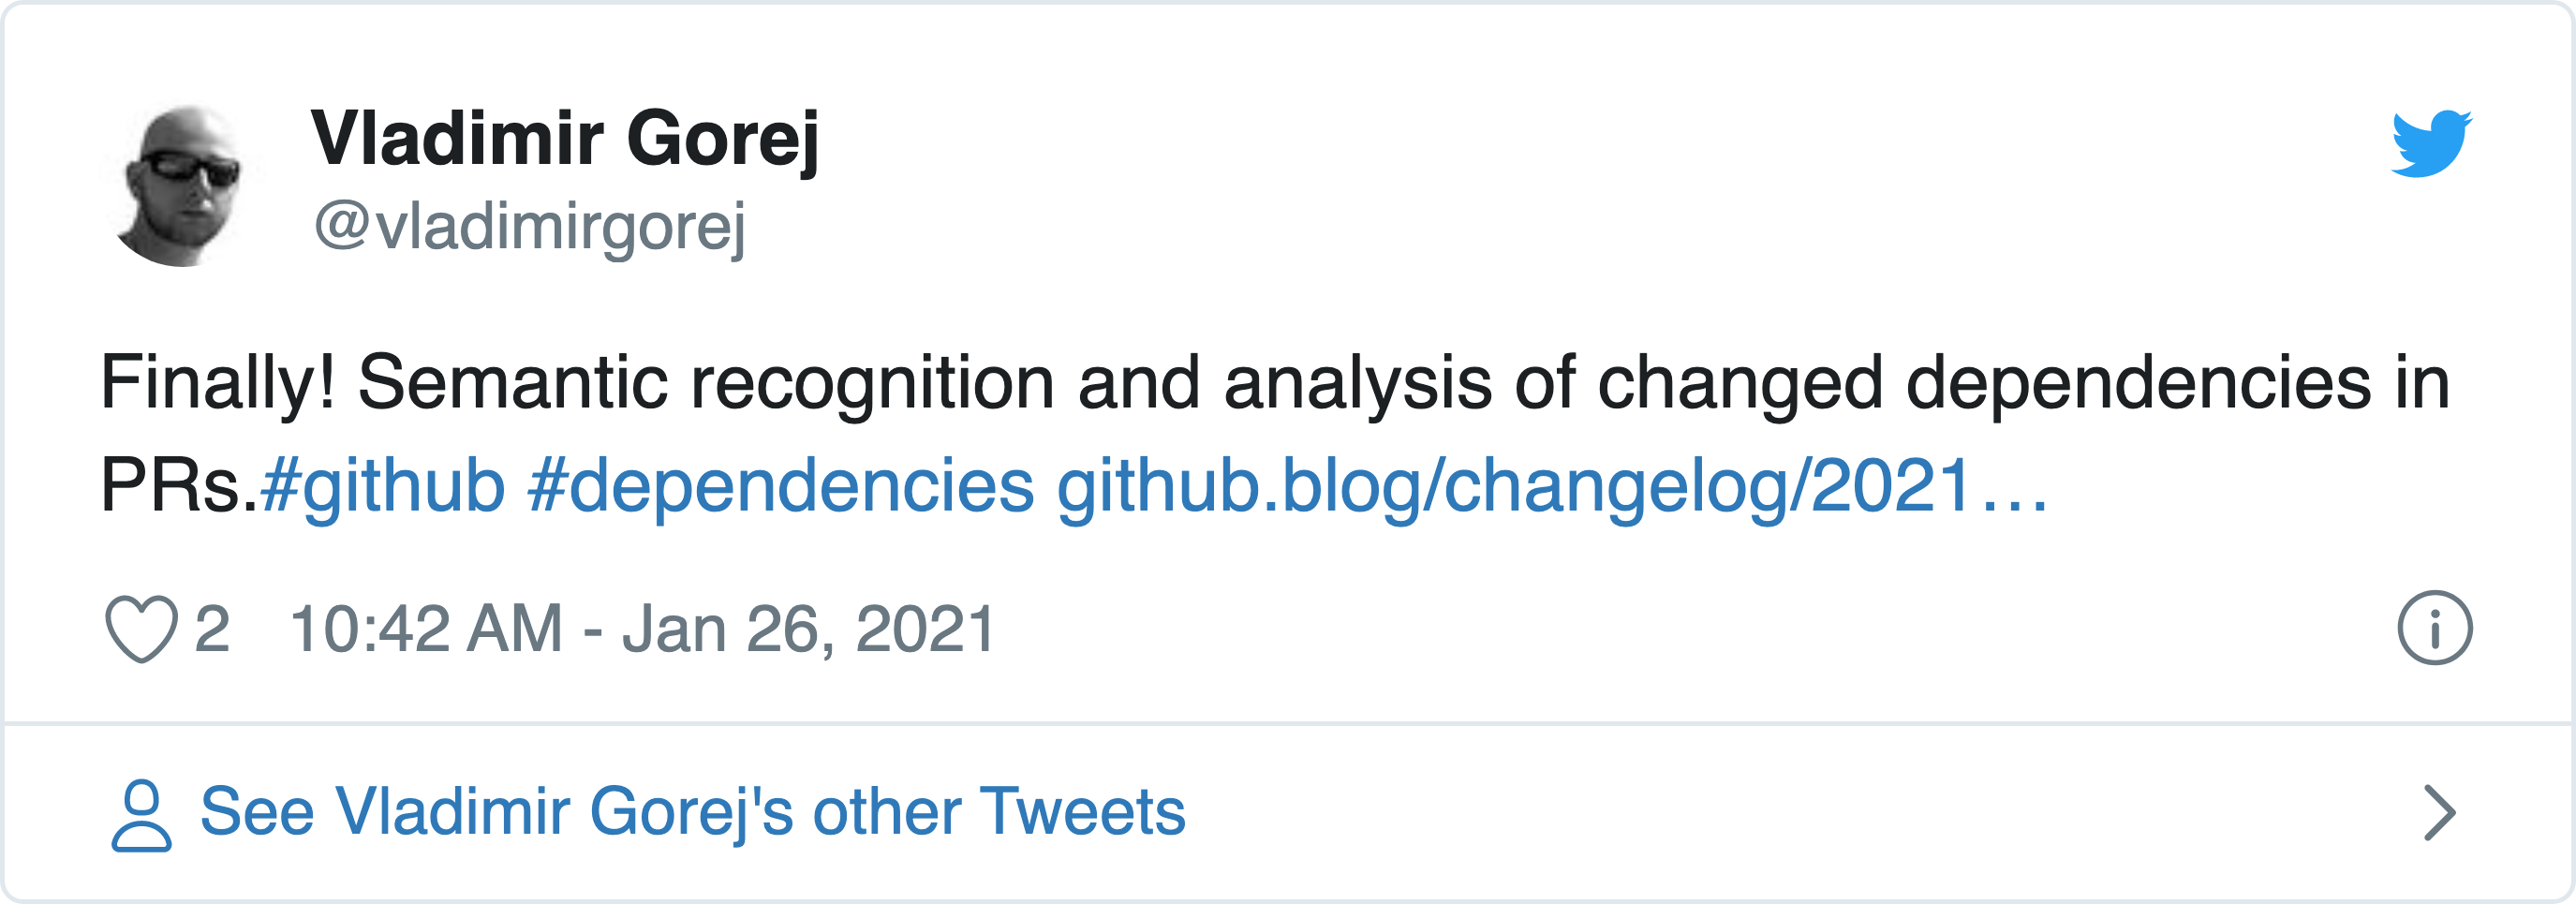 Vladimir Gorej
@vladimirgorej
Finally! Semantic recognition and analysis of changed dependencies in
PRs.#github #dependencies github.blog/changelog/2021…
2 10:42 AM - Jan 26, 2021
See Vladimir Gorej's other Tweets